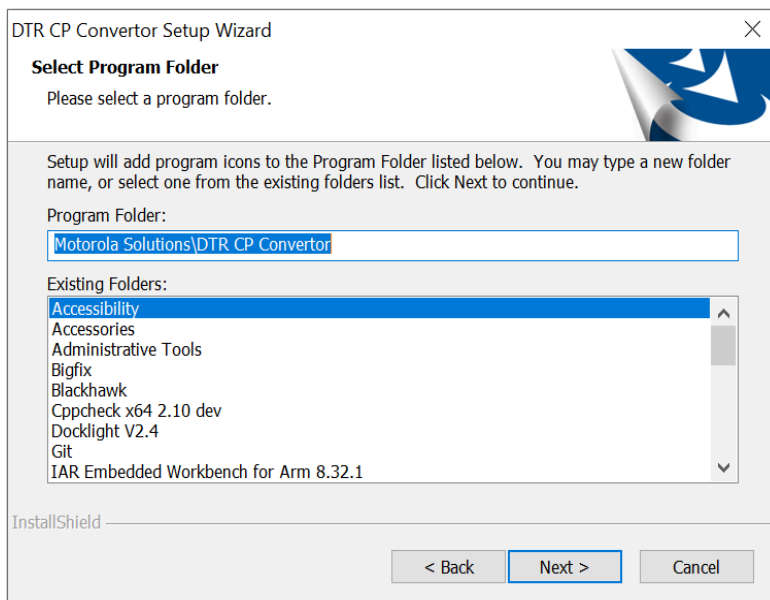 DTR CP Convertor Setup Wizard
Select Program Folder
Please select a program folder.
Setup will add program icons to the Program Folder listed below.  You may type a new folder
name, or select one from the existing folders list.  Click Next to continue.
Program Folder:
Motorola Solutions\DTR CP Convertor
Existing Folders:
Accessibility
Accessories
Administrative Tools
Bigfix
Blackhawk
Cppcheck x64 2.10 dev
Docklight V2.4
Git
IAR Embedded Workbench for Arm 8.32.1
InstallShield
< Back
Next >
Cancel